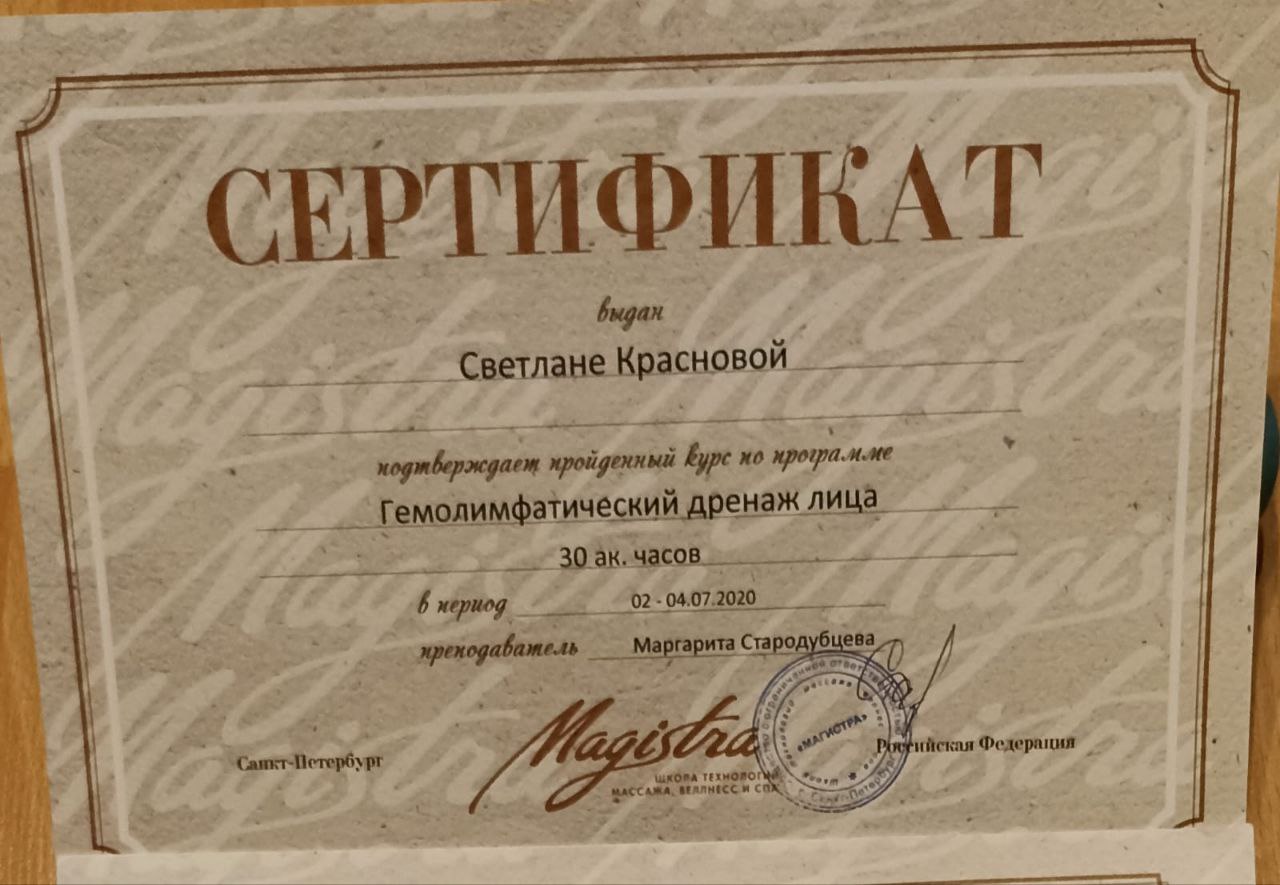 СЕРТИФИКАТ
выдан
Светлане Красновой
подтверждает пройденный курс по программе
Гемолимфатический дренаж лица
30 ак. часов
в период 02 - 04.07.2020
преподаватель Маргарита Стародубцева
Санкт-Петербург
Magistra
ШКОЛА ТЕХНОЛОГИЙ
МАССАЖА, ВЕЛЛНЕСС И СПА
«МАГИСТРА»
Российская Федерация